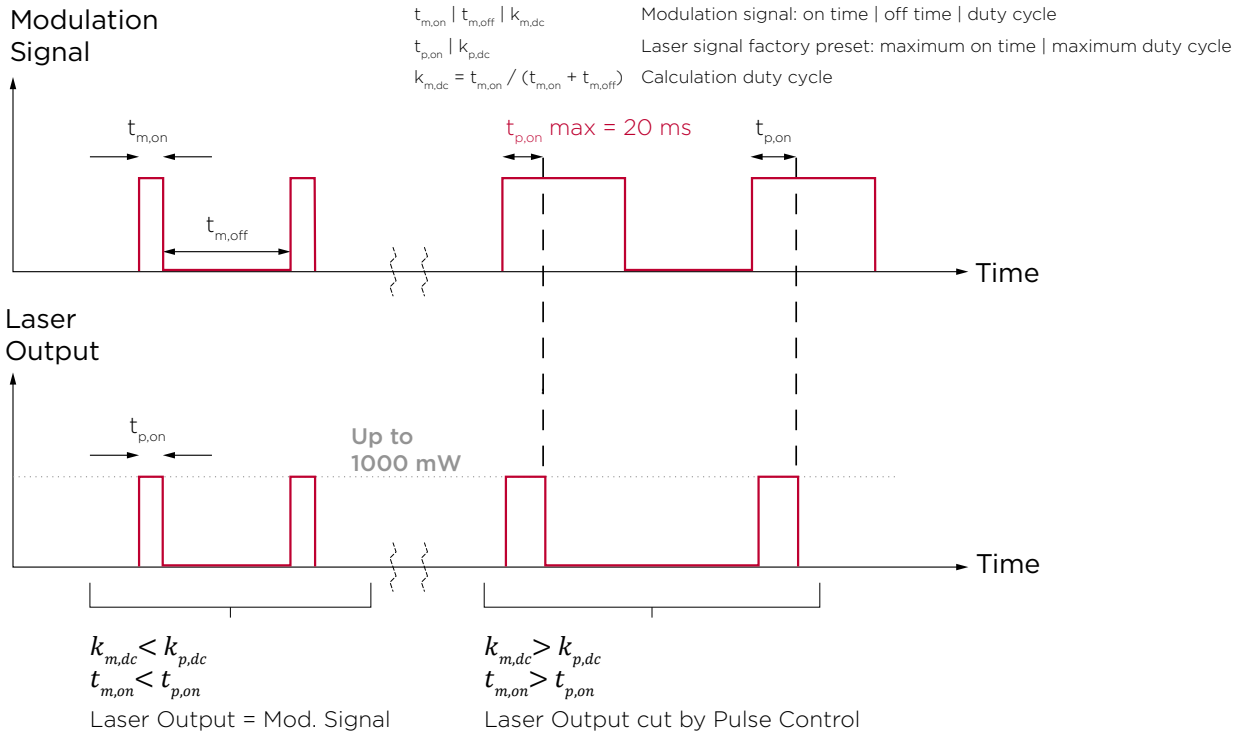 Modulation
Signal
t_m,on | t_m,off | k_m,dc Modulation signal: on time | off time | duty cycle
t_p,on | k_p,dc Laser signal factory preset: maximum on time | maximum duty cycle
k_m,dc = t_m,on / (t_m,on + t_m,off) Calculation duty cycle
t_m,on
t_p,on max = 20 ms
t_p,on
t_m,off
Time
Laser
Output
t_p,on
Up to
1000 mW
Time
k_m,dc < k_p,dc
t_m,on < t_p,on
Laser Output = Mod. Signal
k_m,dc > k_p,dc
t_m,on > t_p,on
Laser Output cut by Pulse Control